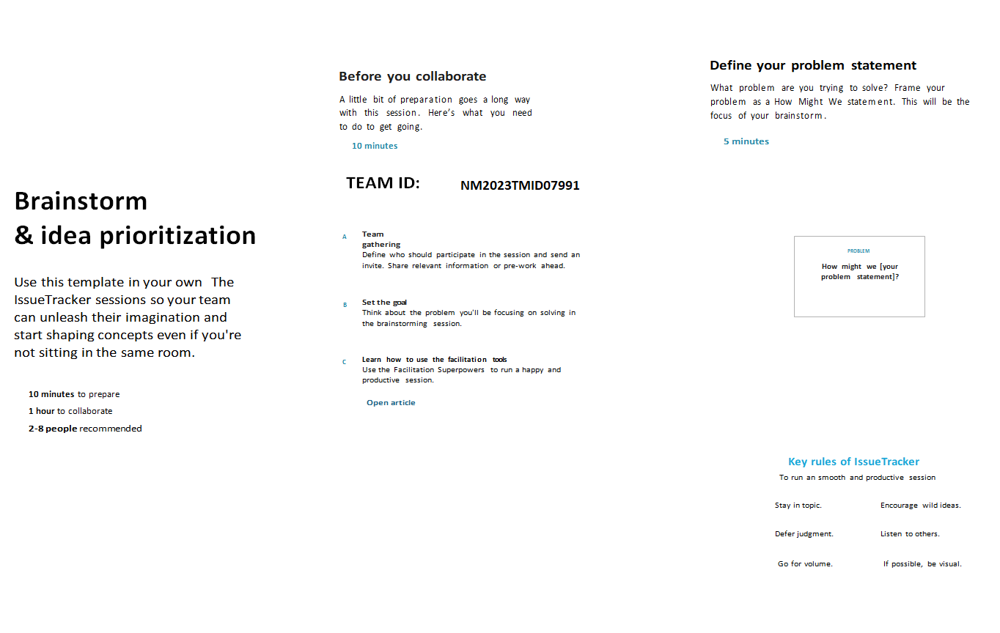 Brainstorm
& idea prioritization
Use this template in your own The
IssueTracker sessions so your team
can unleash their imagination and
start shaping concepts even if you're
not sitting in the same room.
10 minutes to prepare
1 hour to collaborate
2-8 people recommended
Before you collaborate
A little bit of preparation goes a long way
with this session. Here’s what you need
to do to get going.
10 minutes
TEAM ID: NM2023TMID07991
A
Team
gathering
Define who should participate in the session and send an
invite. Share relevant information or pre-work ahead.
B
Set the goal
Think about the problem you'll be focusing on solving in
the brainstorming session.
C
Learn how to use the facilitation tools
Use the Facilitation Superpowers to run a happy and
productive session.
Open article
Define your problem statement
What problem are you trying to solve? Frame your
problem as a How Might We statement. This will be the
focus of your brainstorm.
5 minutes
PROBLEM
How might we [your
problem statement]?
Key rules of IssueTracker
To run an smooth and productive session
Stay in topic. Encourage wild ideas.
Defer judgment. Listen to others.
Go for volume. If possible, be visual.